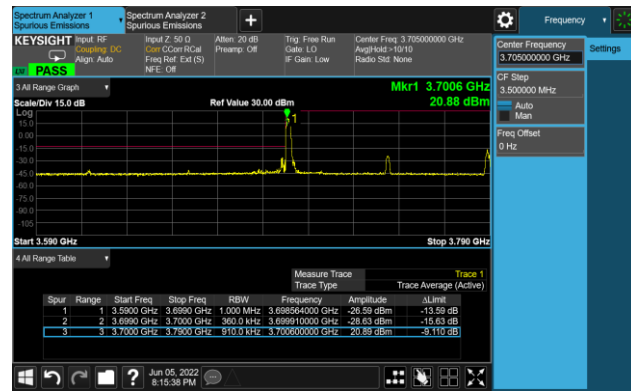 Spectrum Analyzer 1
Spurious Emissions
Spectrum Analyzer 2
Spurious Emissions
+
Frequency
KEYSIGHT
Input: RF
Coupling: DC
Align: Auto
Input Z: 50 Ω
Corr CCorr RCal
Freq Ref: Ext (S)
NFE: Off
Atten: 20 dB
Preamp: Off
Trig: Free Run
Gate: LO
IF Gain: Low
Center Freq: 3.705000000 GHz
Avg|Hold:>10/10
Radio Std: None
PASS
Center Frequency
3.705000000 GHz
Settings
CF Step
3.500000 MHz
Auto
Man
Freq Offset
0 Hz
3 All Range Graph
Mkr1 3.7006 GHz
20.88 dBm
Scale/Div 15.0 dB
Ref Value 30.00 dBm
Log
15.0
0.00
-15.0
-30.0
-45.0
-60.0
-75.0
-90.0
-105
1
Start 3.590 GHz
Stop 3.790 GHz
4 All Range Table
Measure Trace Trace 1
Trace Type Trace Average (Active)
Spur Range Start Freq Stop Freq RBW Frequency Amplitude ΔLimit
1 1 3.5900 GHz 3.6990 GHz 1.000 MHz 3.698564000 GHz -26.59 dBm -13.59 dB
2 2 3.6990 GHz 3.7000 GHz 360.0 kHz 3.699910000 GHz -28.63 dBm -15.63 dB
3 3 3.7000 GHz 3.7900 GHz 910.0 kHz 3.700600000 GHz 20.89 dBm -9.110 dB
?
Jun 05, 2022
8:15:38 PM